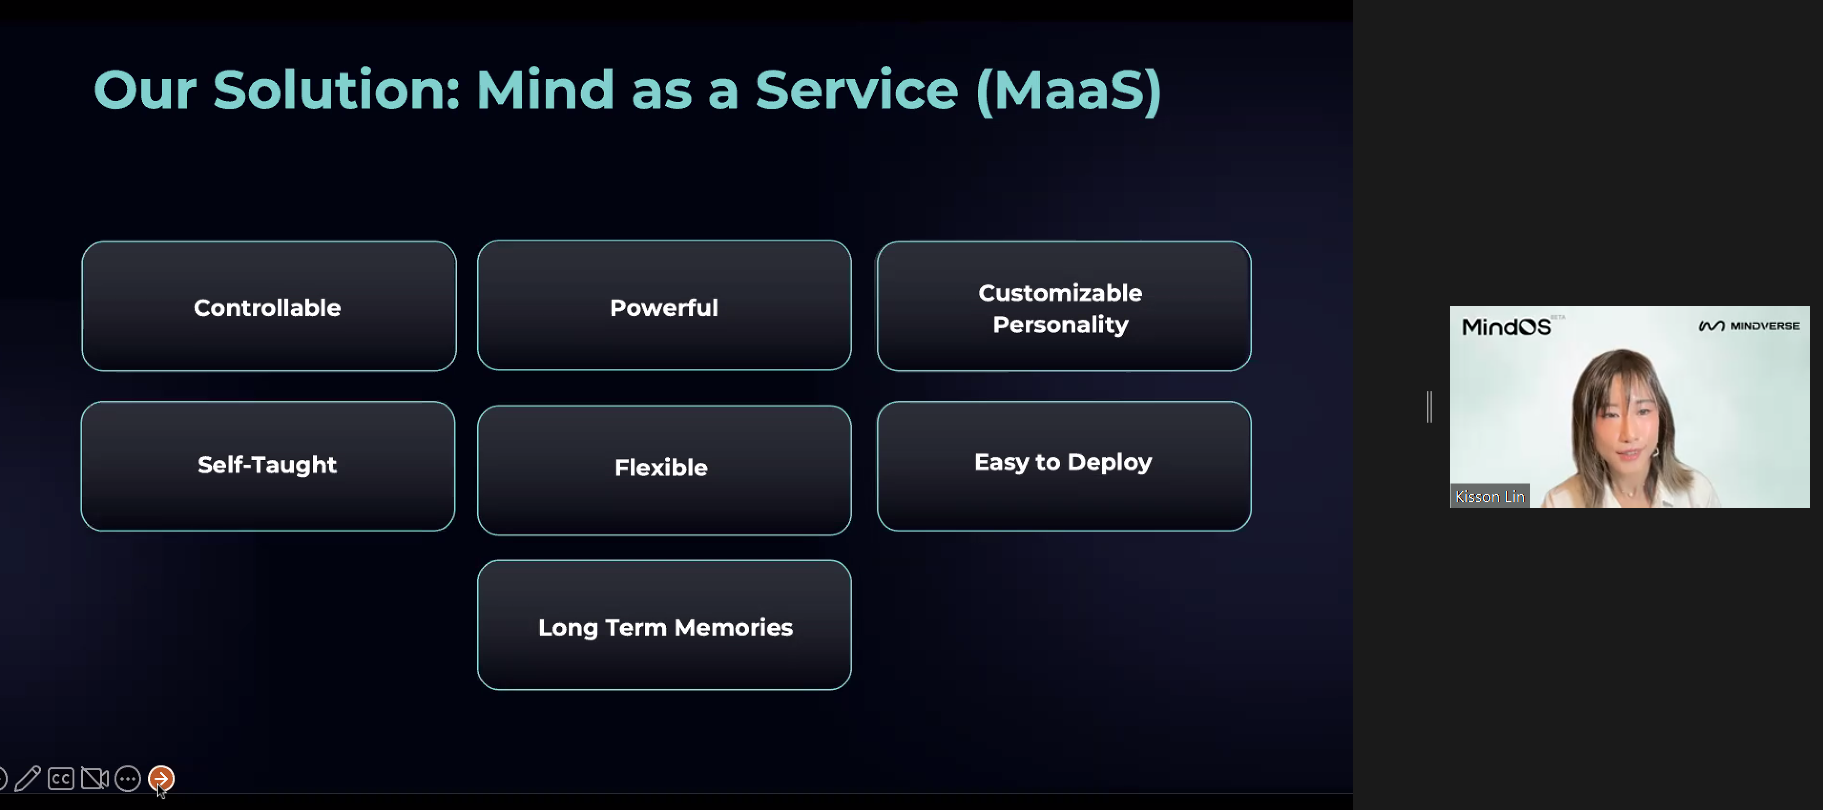 Our Solution: Mind as a Service (MaaS)
Controllable
Powerful
Customizable
Personality
Self-Taught
Flexible
Easy to Deploy
Long Term Memories
CC
MindOS BETA
MINDVERSE
Kisson Lin